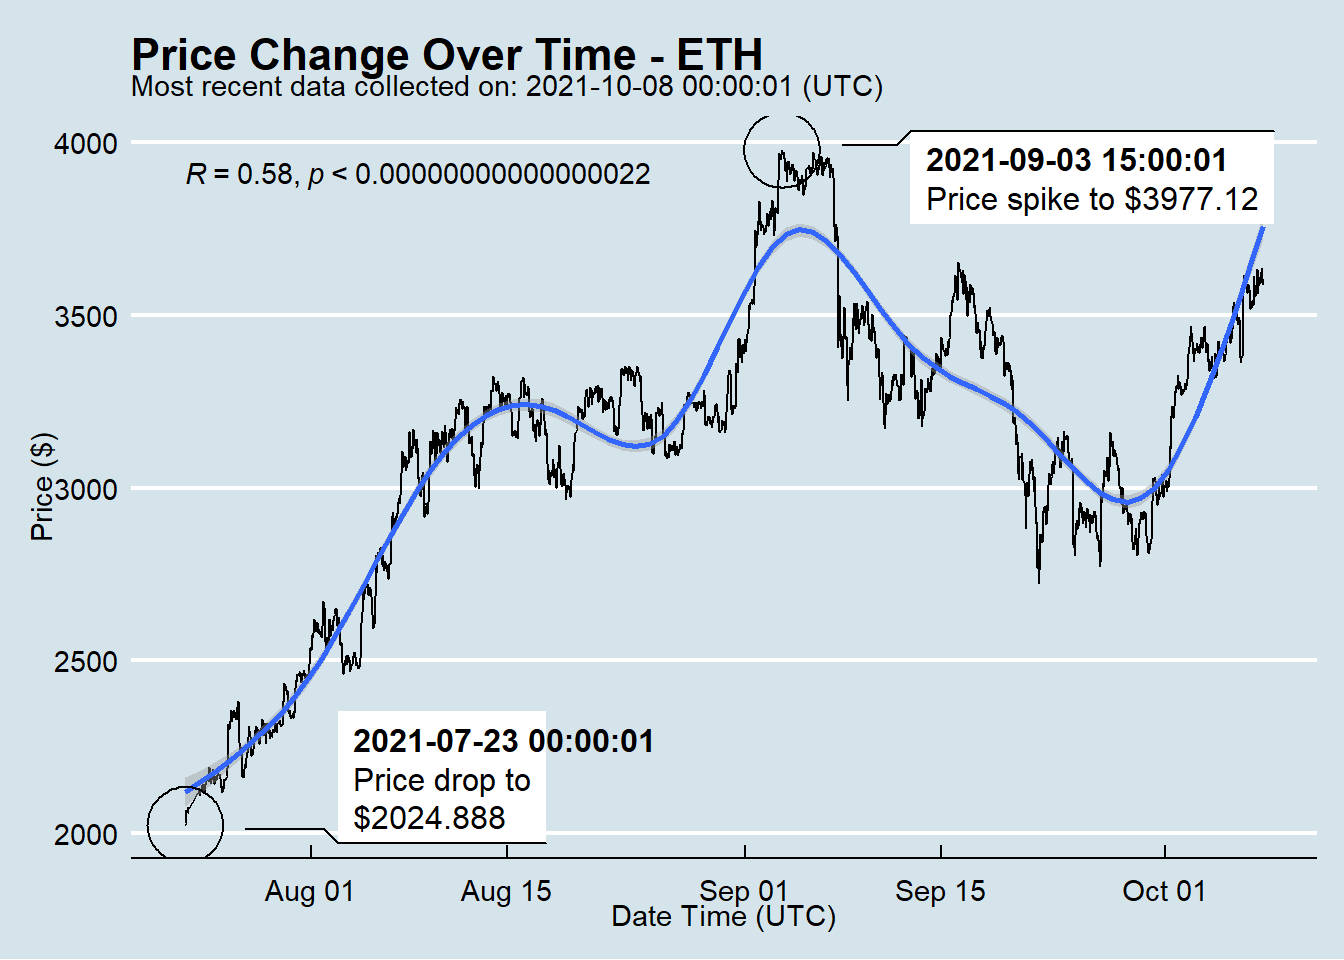 Price Change Over Time - ETH
Most recent data collected on: 2021-10-08 00:00:01 (UTC)
R = 0.58, p < 0.00000000000000022
2021-09-03 15:00:01
Price spike to $3977.12
2021-07-23 00:00:01
Price drop to
$2024.888
Price ($)
4000
3500
3000
2500
2000
Aug 01
Aug 15
Sep 01
Sep 15
Oct 01
Date Time (UTC)